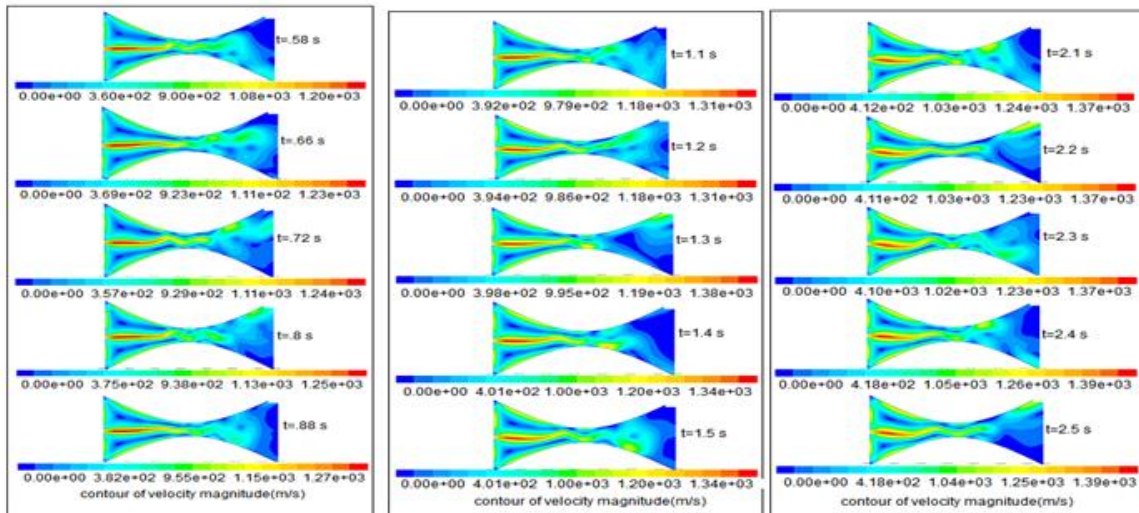 t=.58 s
0.00e+00 3.60e+02 9.00e+02 1.08e+03 1.20e+03
t=.66 s
0.00e+00 3.69e+02 9.23e+02 1.11e+03 1.23e+03
t=.72 s
0.00e+00 3.57e+02 9.29e+02 1.11e+03 1.24e+03
t=.8 s
0.00e+00 3.75e+02 9.38e+02 1.13e+03 1.25e+03
t=.88 s
0.00e+00 3.82e+02 9.55e+02 1.15e+03 1.27e+03
contour of velocity magnitude(m/s)
t=1.1 s
0.00e+00 3.92e+02 9.79e+02 1.18e+03 1.31e+03
t=1.2 s
0.00e+00 3.94e+02 9.86e+02 1.18e+03 1.31e+03
t=1.3 s
0.00e+00 3.98e+02 9.95e+02 1.19e+03 1.38e+03
t=1.4 s
0.00e+00 4.01e+02 1.00e+03 1.20e+03 1.34e+03
t=1.5 s
0.00e+00 4.01e+02 1.00e+03 1.20e+03 1.34e+03
contour of velocity magnitude(m/s)
t=2.1 s
0.00e+00 4.12e+02 1.03e+03 1.24e+03 1.37e+03
t=2.2 s
0.00e+00 4.11e+02 1.03e+03 1.23e+03 1.37e+03
t=2.3 s
0.00e+00 4.10e+03 1.02e+03 1.23e+03 1.37e+03
t=2.4 s
0.00e+00 4.18e+02 1.05e+03 1.26e+03 1.39e+03
t=2.5 s
0.00e+00 4.18e+02 1.04e+03 1.25e+03 1.39e+03
contour of velocity magnitude(m/s)